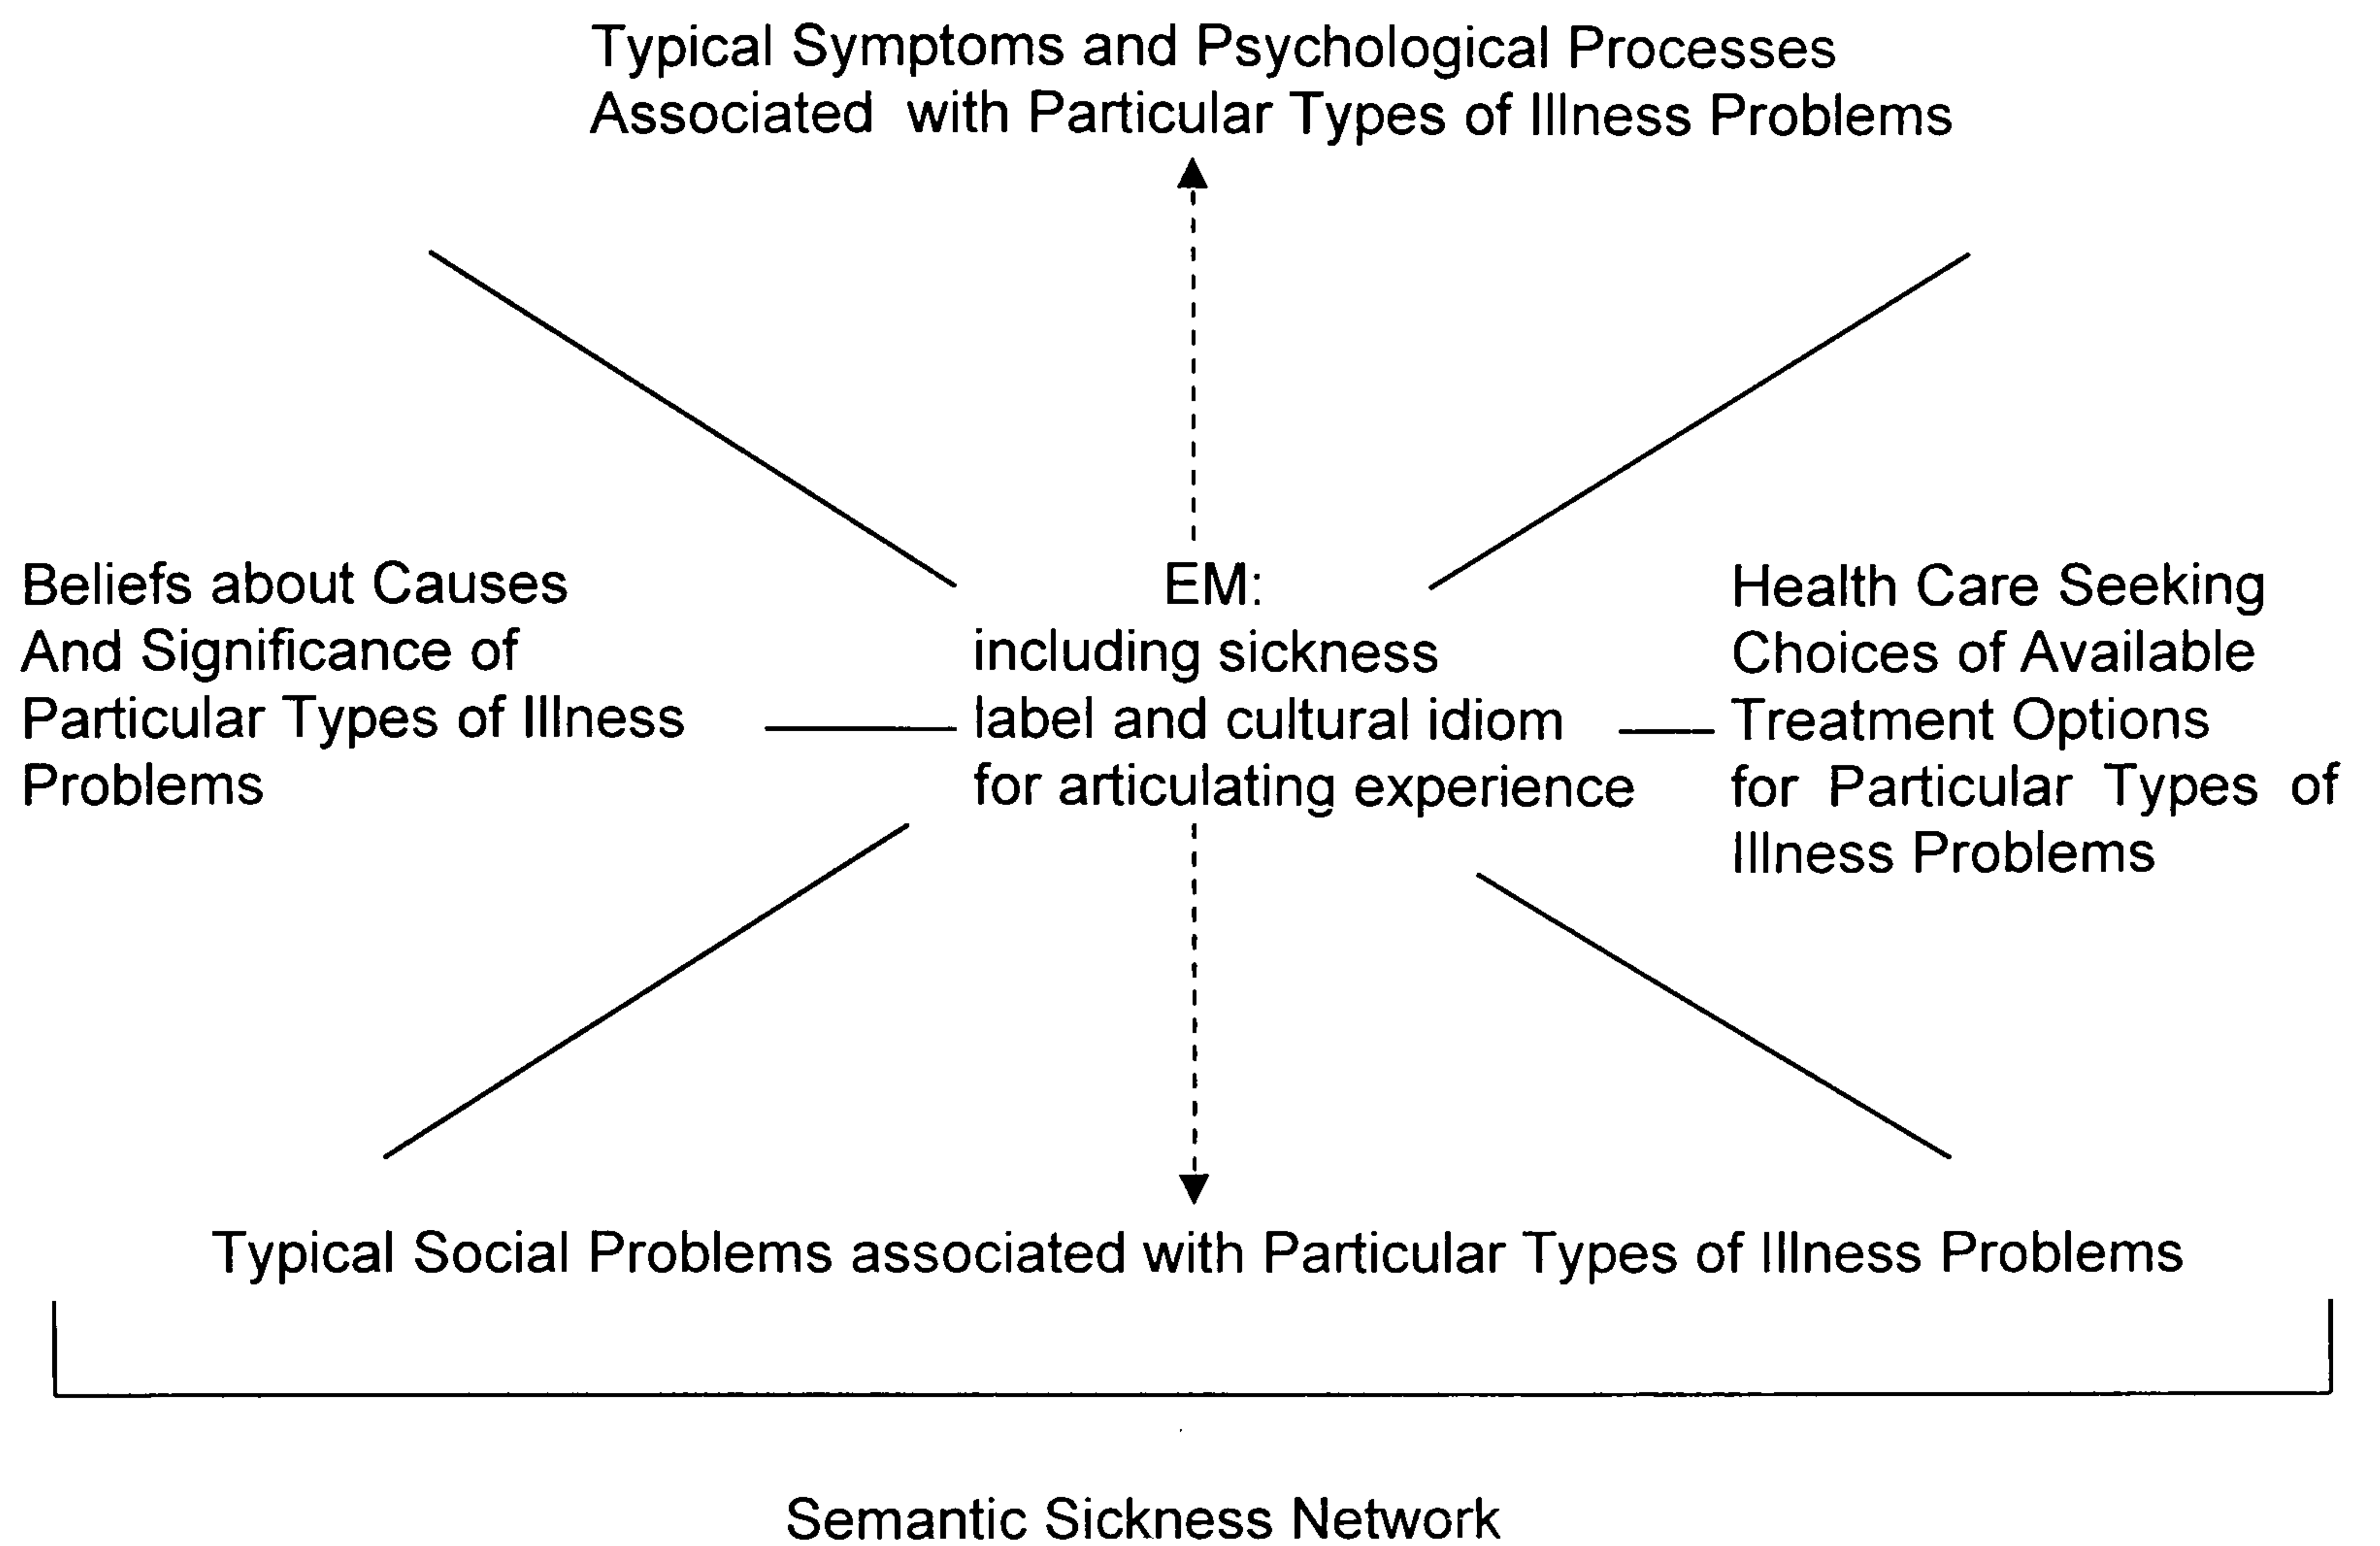 Typical Symptoms and Psychological Processes
Associated with Particular Types of Illness Problems
Beliefs about Causes
And Significance of
Particular Types of Illness
Problems
EM:
including sickness
label and cultural idiom
for articulating experience
Health Care Seeking
Choices of Available
Treatment Options
for Particular Types of
Illness Problems
Typical Social Problems associated with Particular Types of Illness Problems
Semantic Sickness Network